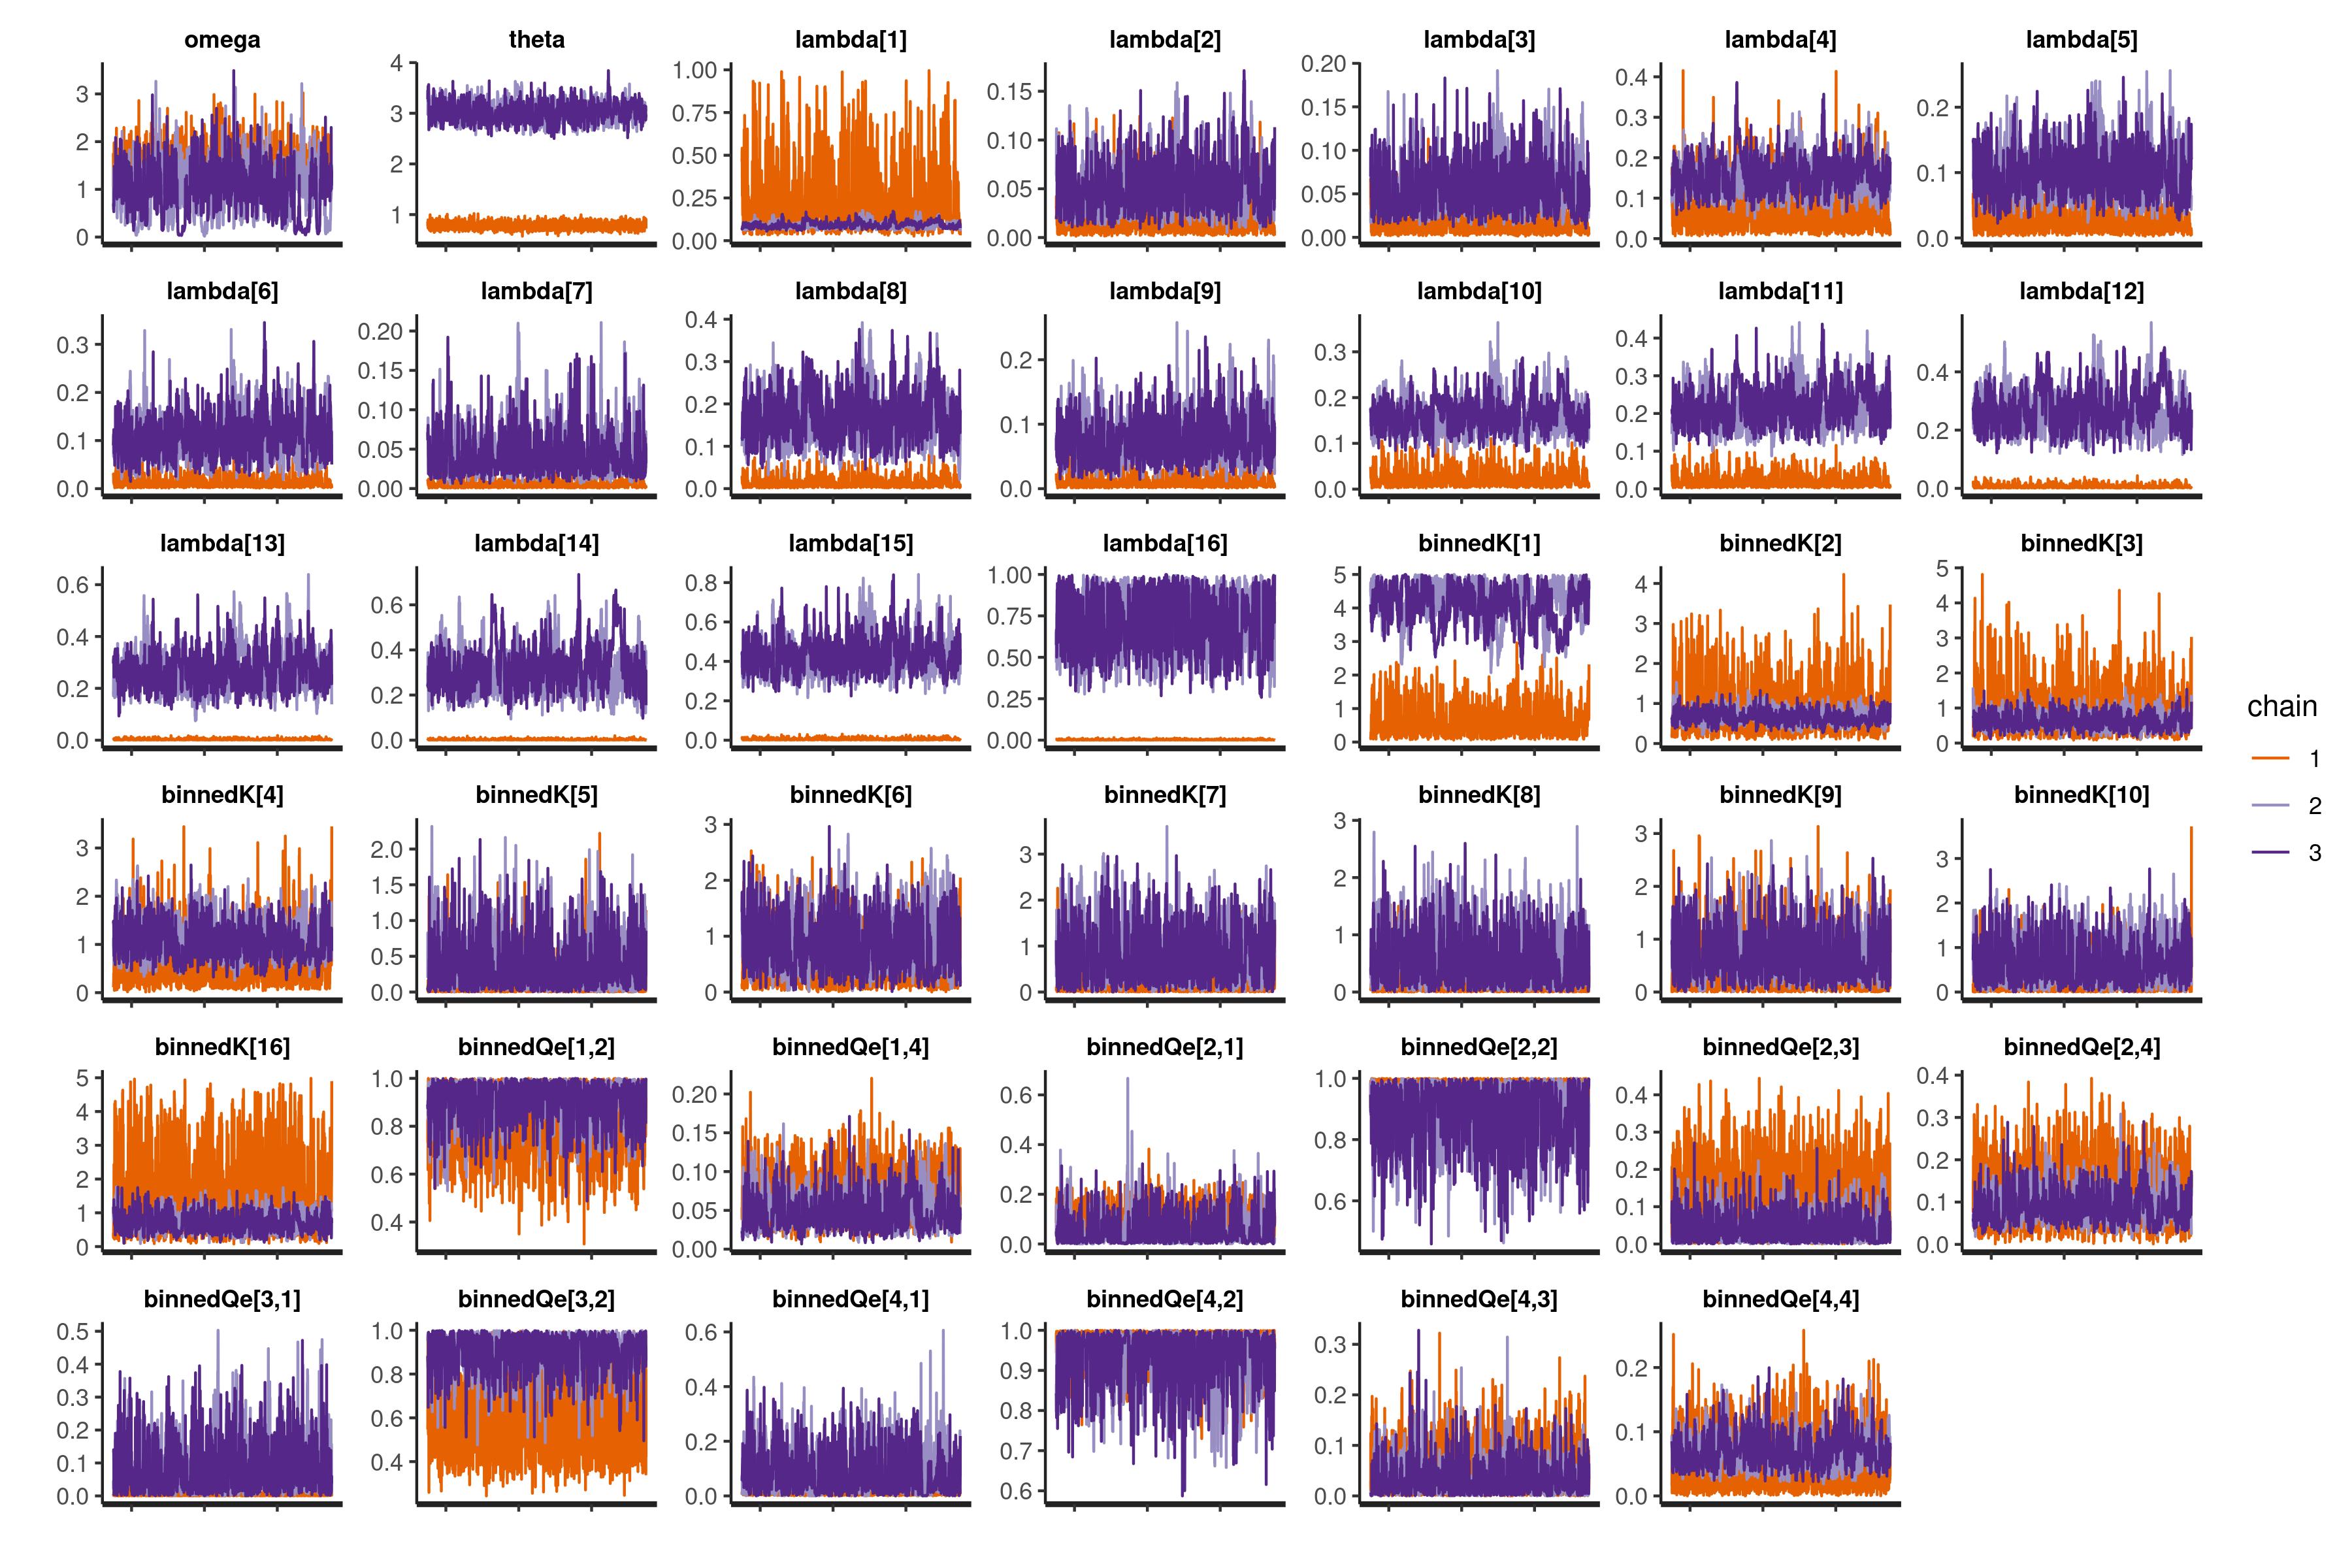 omega theta lambda[1] lambda[2] lambda[3] lambda[4] lambda[5]
3 2 1 0
4 3 2 1
1.00 0.75 0.50 0.25 0.00
0.15 0.10 0.05 0.00
0.20 0.15 0.10 0.05 0.00
0.4 0.3 0.2 0.1 0.0
0.2 0.1 0.0
lambda[6] lambda[7] lambda[8] lambda[9] lambda[10] lambda[11] lambda[12]
0.3 0.2 0.1 0.0
0.20 0.15 0.10 0.05 0.00
0.4 0.3 0.2 0.1 0.0
0.2 0.1 0.0
0.3 0.2 0.1 0.0
0.4 0.3 0.2 0.1 0.0
0.4 0.2 0.0
lambda[13] lambda[14] lambda[15] lambda[16] binnedK[1] binnedK[2] binnedK[3]
0.6 0.4 0.2 0.0
0.6 0.4 0.2 0.0
0.8 0.6 0.4 0.2 0.0
1.00 0.75 0.50 0.25 0.00
5 4 3 2 1 0
4 3 2 1 0
5 4 3 2 1 0
chain
1
2
3
binnedK[4] binnedK[5] binnedK[6] binnedK[7] binnedK[8] binnedK[9] binnedK[10]
3 2 1 0
2.0 1.5 1.0 0.5 0.0
3 2 1 0
3 2 1 0
3 2 1 0
3 2 1 0
3 2 1 0
binnedK[16] binnedQe[1,2] binnedQe[1,4] binnedQe[2,1] binnedQe[2,2] binnedQe[2,3] binnedQe[2,4]
5 4 3 2 1 0
1.0 0.8 0.6 0.4
0.20 0.15 0.10 0.05 0.00
0.6 0.4 0.2 0.0
1.0 0.8 0.6
0.4 0.3 0.2 0.1 0.0
0.4 0.3 0.2 0.1 0.0
binnedQe[3,1] binnedQe[3,2] binnedQe[4,1] binnedQe[4,2] binnedQe[4,3] binnedQe[4,4]
0.5 0.4 0.3 0.2 0.1 0.0
1.0 0.8 0.6 0.4
0.6 0.4 0.2 0.0
1.0 0.9 0.8 0.7 0.6
0.3 0.2 0.1 0.0
0.2 0.1 0.0